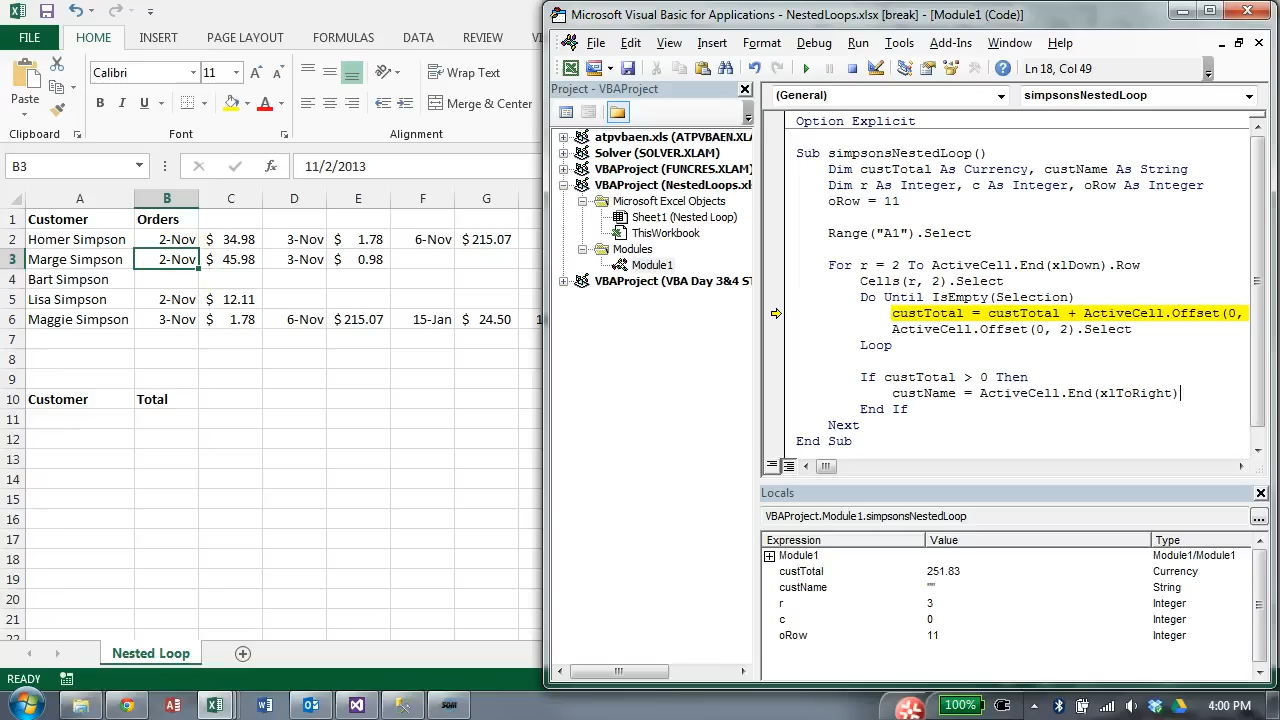 FILE HOME INSERT PAGE LAYOUT FORMULAS DATA REVIEW
Paste
Calibri 11
B I U
Wrap Text
Merge & Center
Clipboard Font Alignment
B3 fx 11/2/2013
A B C D E F G
1 Customer Orders
2 Homer Simpson 2-Nov $ 34.98 3-Nov $ 1.78 6-Nov $215.07
3 Marge Simpson 2-Nov $ 45.98 3-Nov $ 0.98
4 Bart Simpson
5 Lisa Simpson 2-Nov $ 12.11
6 Maggie Simpson 3-Nov $ 1.78 6-Nov $215.07 15-Jan $ 24.50 1
7
8
9
10 Customer Total
11
12
13
14
15
16
17
18
19
20
21
22
Nested Loop
READY
Microsoft Visual Basic for Applications - NestedLoops.xlsx [break] - [Module1 (Code)]
File Edit View Insert Format Debug Run Tools Add-Ins Window Help
Ln 18, Col 49
Project - VBAProject
atpvbaen.xls (ATPVBAEN.XLA
Solver (SOLVER.XLAM)
VBAProject (FUNCRES.XLAM)
VBAProject (NestedLoops.xl
Microsoft Excel Objects
Sheet1 (Nested Loop)
ThisWorkbook
Modules
Module1
VBAProject (VBA Day 3&4 ST
(General) simpsonsNestedLoop
Option Explicit
Sub simpsonsNestedLoop()
Dim custTotal As Currency, custName As String
Dim r As Integer, c As Integer, oRow As Integer
oRow = 11
Range("A1").Select
For r = 2 To ActiveCell.End(xlDown).Row
Cells(r, 2).Select
Do Until IsEmpty(Selection)
custTotal = custTotal + ActiveCell.Offset(0,
ActiveCell.Offset(0, 2).Select
Loop
If custTotal > 0 Then
custName = ActiveCell.End(xlToRight)
End If
Next
End Sub
Locals
VBAProject.Module1.simpsonsNestedLoop
Expression Value Type
Module1 Module1/Module1
custTotal 251.83 Currency
custName "" String
r 3 Integer
c 0 Integer
oRow 11 Integer
100% 4:00 PM